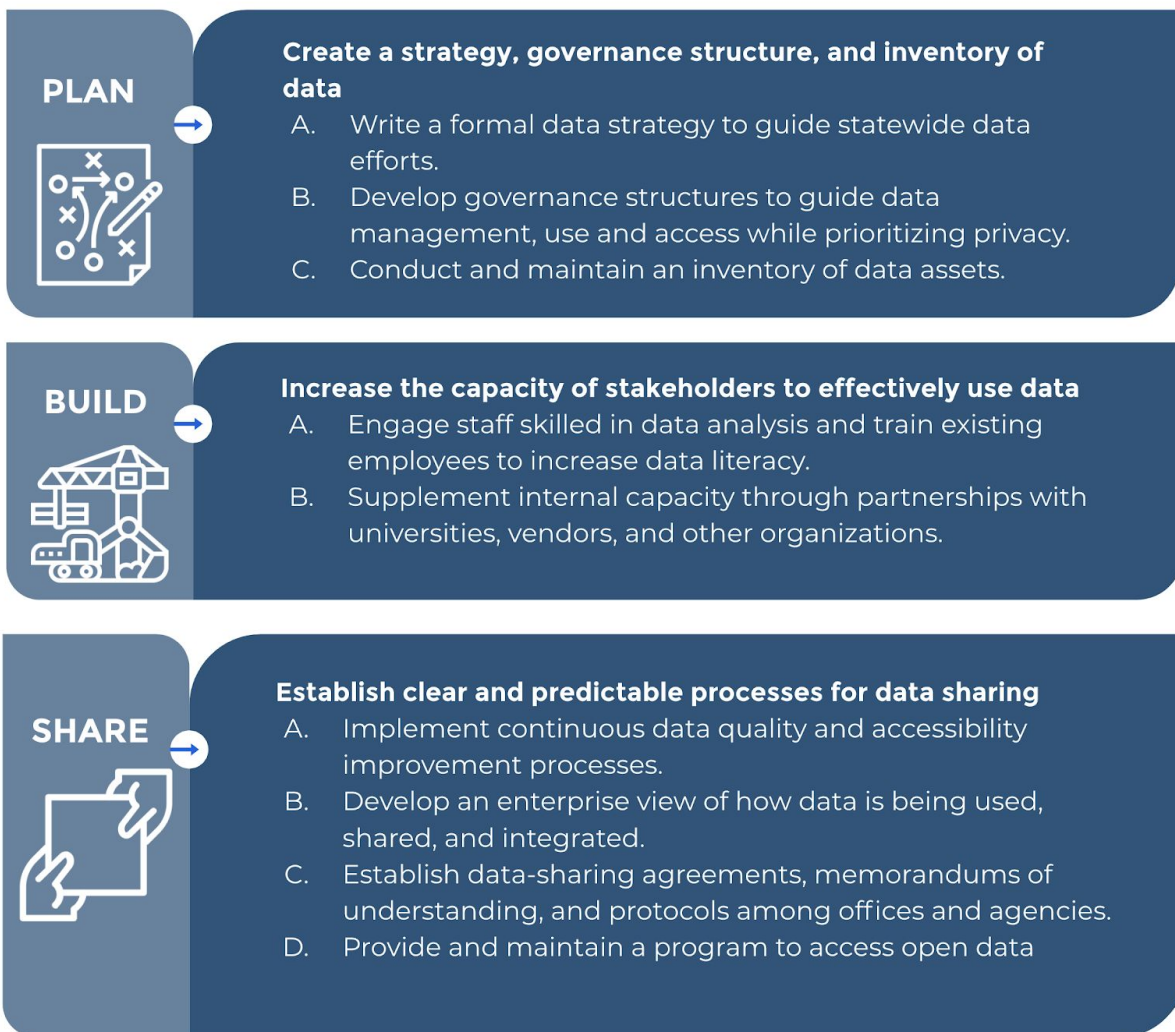 PLAN
Create a strategy, governance structure, and inventory of
data
A. Write a formal data strategy to guide statewide data
efforts.
B. Develop governance structures to guide data
management, use and access while prioritizing privacy.
C. Conduct and maintain an inventory of data assets.
BUILD
Increase the capacity of stakeholders to effectively use data
A. Engage staff skilled in data analysis and train existing
employees to increase data literacy.
B. Supplement internal capacity through partnerships with
universities, vendors, and other organizations.
SHARE
Establish clear and predictable processes for data sharing
A. Implement continuous data quality and accessibility
improvement processes.
B. Develop an enterprise view of how data is being used,
shared, and integrated.
C. Establish data-sharing agreements, memorandums of
understanding, and protocols among offices and agencies.
D. Provide and maintain a program to access open data